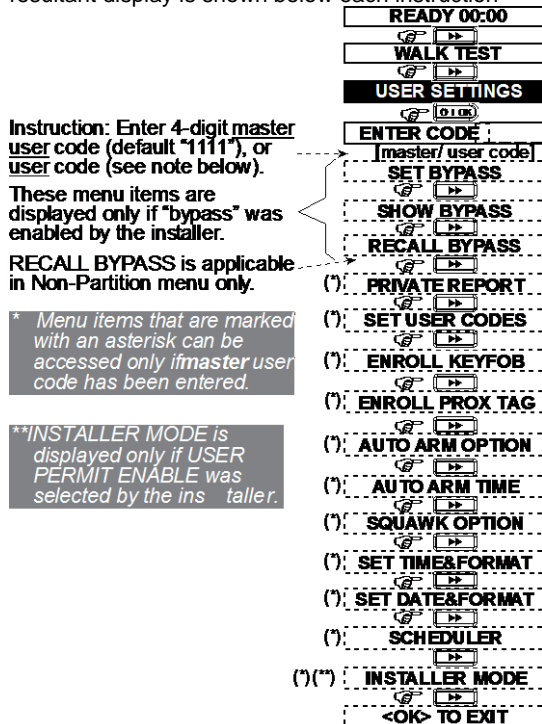 resultant display is shown below each instruction
READY 00:00
WALK TEST
USER SETTINGS
0 I OK
Instruction: Enter 4-digit master
user code (default "1111"), or
user code (see note below).
These menu items are
displayed only if "bypass" was
enabled by the installer.
RECALL BYPASS is applicable
in Non-Partition menu only.
* Menu items that are marked
with an asterisk can be
accessed only ifmaster user
code has been entered.
**INSTALLER MODE is
displayed only if USER
PERMIT ENABLE was
selected by the ins taller.
ENTER CODE
[master/ user code]
SET BYPASS
SHOW BYPASS
RECALL BYPASS
(*) PRIVATE REPORT
(*) SET USER CODES
(*) ENROLL KEYFOB
(*) ENROLL PROX TAG
(*) AUTO ARM OPTION
(*) AUTO ARM TIME
(*) SQUAWK OPTION
(*) SET TIME&FORMAT
(*) SET DATE&FORMAT
(*) SCHEDULER
(*)(**) INSTALLER MODE
<OK> TO EXIT